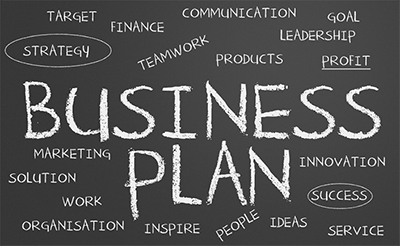 TARGET
FINANCE
COMMUNICATION
GOAL
LEADERSHIP
STRATEGY
TEAMWORK
PRODUCTS
PROFIT
BUSINESS
PLAN
MARKETING
INNOVATION
SOLUTION
WORK
SUCCESS
ORGANISATION
INSPIRE
PEOPLE
IDEAS
SERVICE